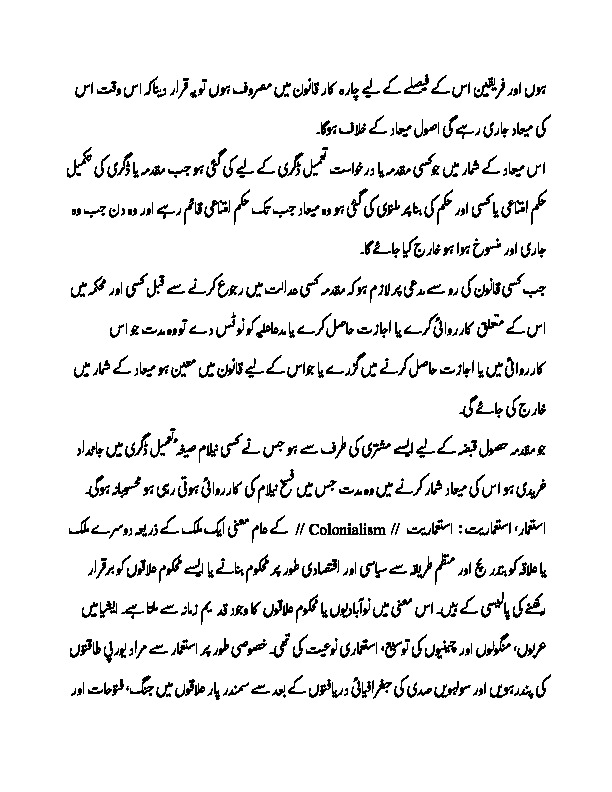 ہوں اور فریقین اس کے فیصلے کے لیے چارہ کار قانون میں مصروف ہوں تو یہ قرار دینا کہ اس وقت اس
کی میعاد جاری رہے گی اصول میعاد کے خلاف ہوگا۔
اس میعاد کے شمار میں جو کسی مقدمہ یا درخواست تعمیل ڈگری کے لیے کی گئی ہو جب مقدمہ یا ڈگری کی تکمیل
حکم امتناعی یا کسی اور حکم کی بنا پر ملتوی کی گئی ہو وہ میعاد جب تک حکم امتناعی قائم رہے اور وہ دن جب وہ
جاری اور منسوخ ہوا ہو خارج کیا جائے گا۔
جب کسی قانون کی رو سے مدعی پر لازم ہو کہ مقدمہ کسی عدالت میں رجوع کرنے سے قبل کسی اور محکمہ میں
اس کے متعلق کارروائی کرے یا اجازت حاصل کرے یا مدعاعلیہ کو نوٹس دے تو وہ مدت جو اس
کارروائی میں یا اجازت حاصل کرنے میں گزرے یا جو اس کے لیے قانون میں معین ہو میعاد کے شمار میں
خارج کی جائے گی۔
جو مقدمہ حصول قبضہ کے لیے ایسے مشتری کی طرف سے ہو جس نے کسی نیلام صیغۂ تعمیل ڈگری میں جائداد
خریدی ہو اس کی میعاد شمار کرنے میں وہ مدت جس میں فسخ نیلام کی کارروائی ہوتی رہی ہو محسوب نہ ہوگی۔
استعمار، استعماریت : استعماریت // Colonialism // کے عام معنی ایک ملک کے ذریعہ دوسرے ملک
یا علاقہ کو بتدریج اور منظم طریقہ سے سیاسی اور اقتصادی طور پر محکوم بنانے یا ایسے محکوم علاقوں کو برقرار
رکھنے کی پالیسی کے ہیں۔ اس معنی میں نوآبادیوں یا محکوم علاقوں کا وجود قدیم زمانہ سے ملتا ہے۔ ایشیا میں
عربوں، منگولوں اور چینیوں کی توسیع، استعماری نوعیت کی تھی۔ خصوصی طور پر استعمار سے مراد یورپی طاقتوں
کی پندرہویں اور سولہویں صدی کی جغرافیائی دریافتوں کے بعد سے سمندر پار علاقوں میں جنگ، فتوحات اور